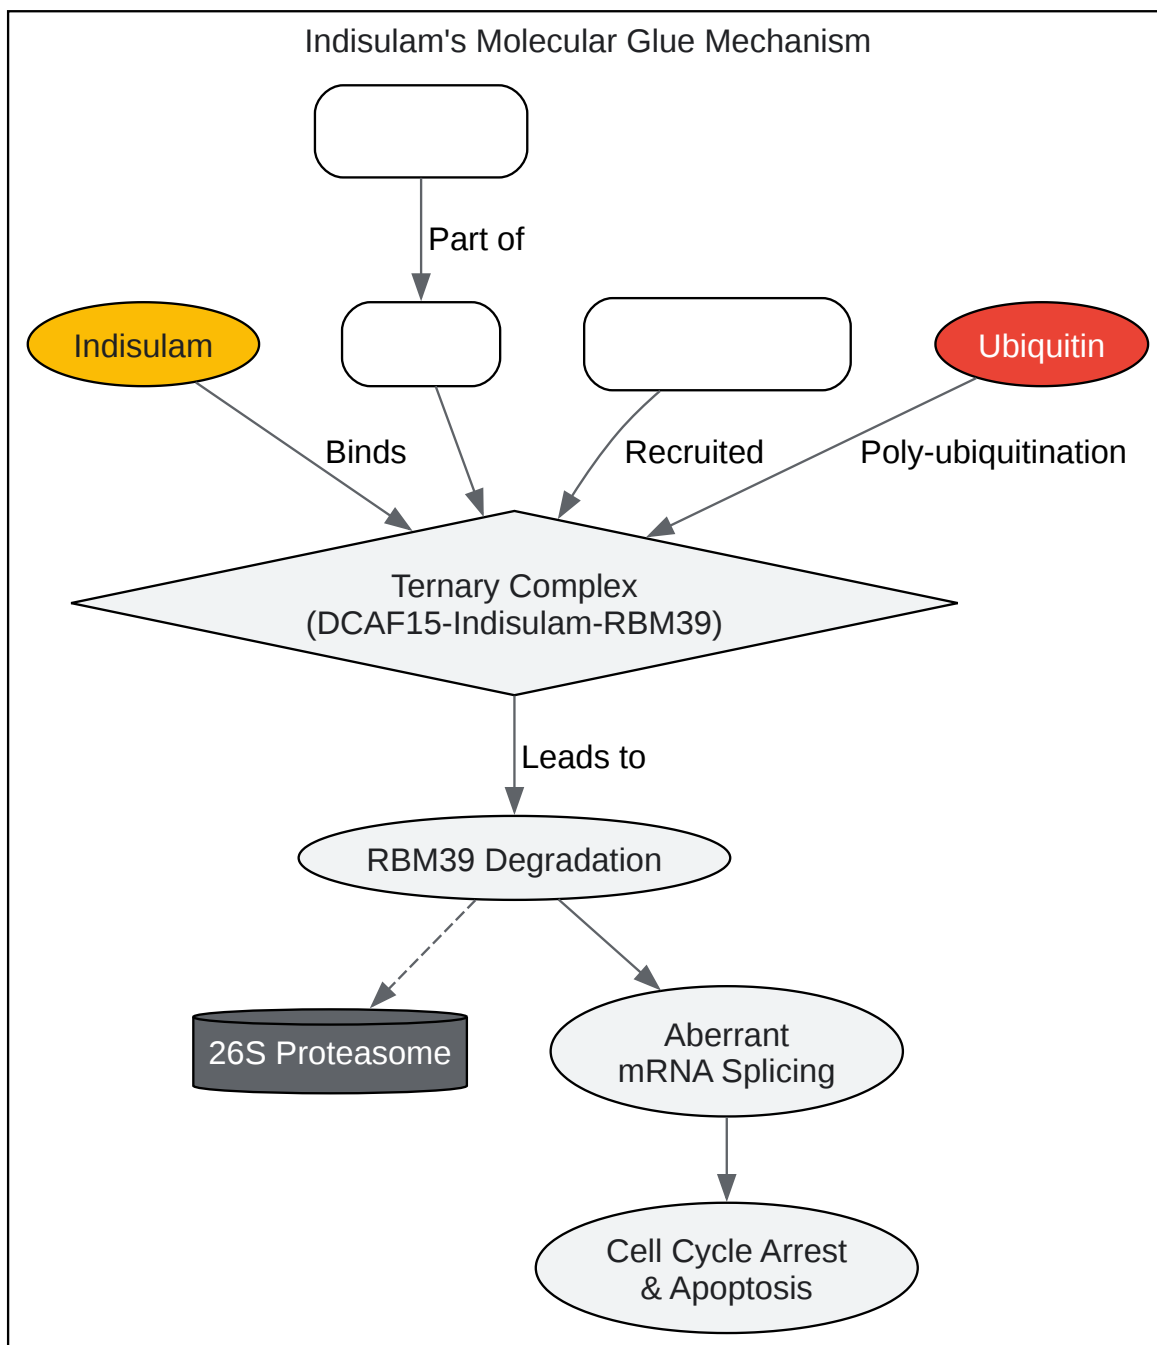 Indisulam's Molecular Glue Mechanism
Part of
Indisulam
Ubiquitin
Binds
Recruited
Poly-ubiquitination
Ternary Complex
(DCAF15-Indisulam-RBM39)
Leads to
RBM39 Degradation
26S Proteasome
Aberrant
mRNA Splicing
Cell Cycle Arrest
& Apoptosis